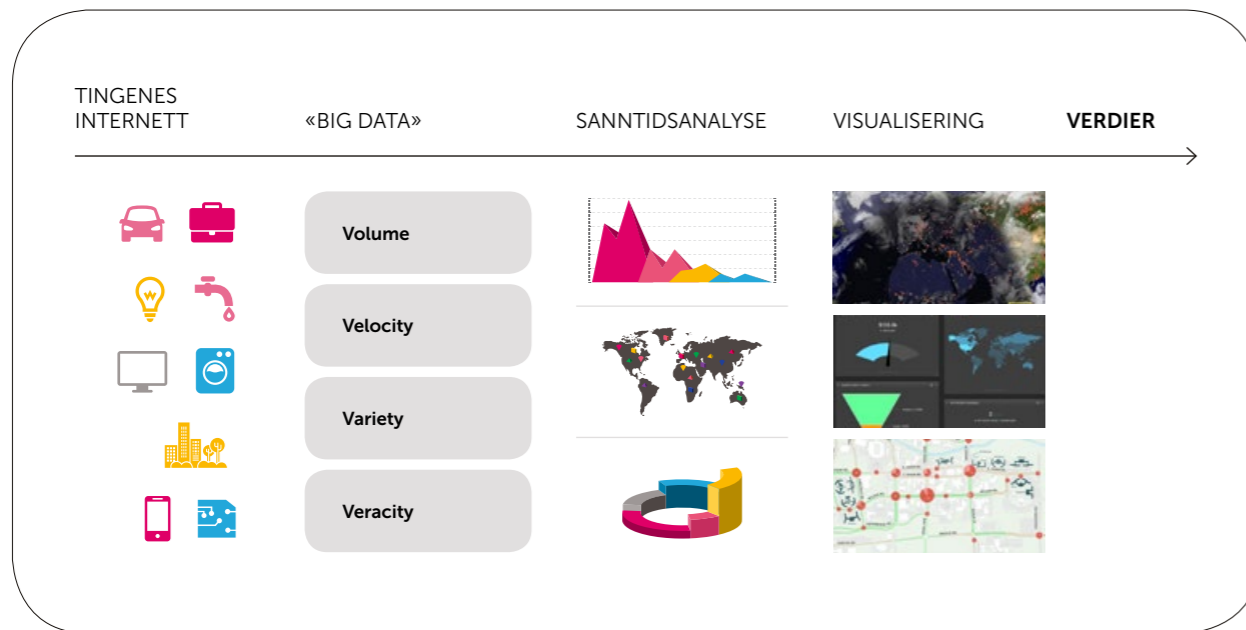 TINGENES
INTERNETT
«BIG DATA»
SANNTIDSANALYSE
VISUALISERING
VERDIER
Volume
Velocity
Variety
Veracity